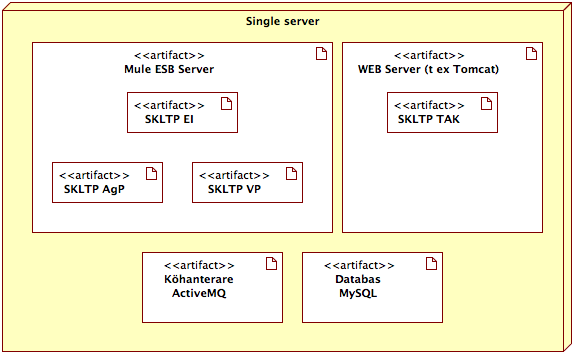 Single server
<<artifact>>
Mule ESB Server
<<artifact>>
SKLTP EI
<<artifact>>
SKLTP AgP
<<artifact>>
SKLTP VP
<<artifact>>
WEB Server (t ex Tomcat)
<<artifact>>
SKLTP TAK
<<artifact>>
Köhanterare
ActiveMQ
<<artifact>>
Databas
MySQL